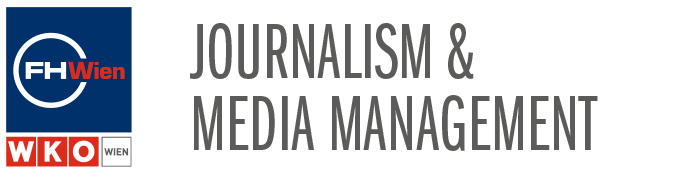 FHWien
WKO WIEN
JOURNALISM &
MEDIA MANAGEMENT